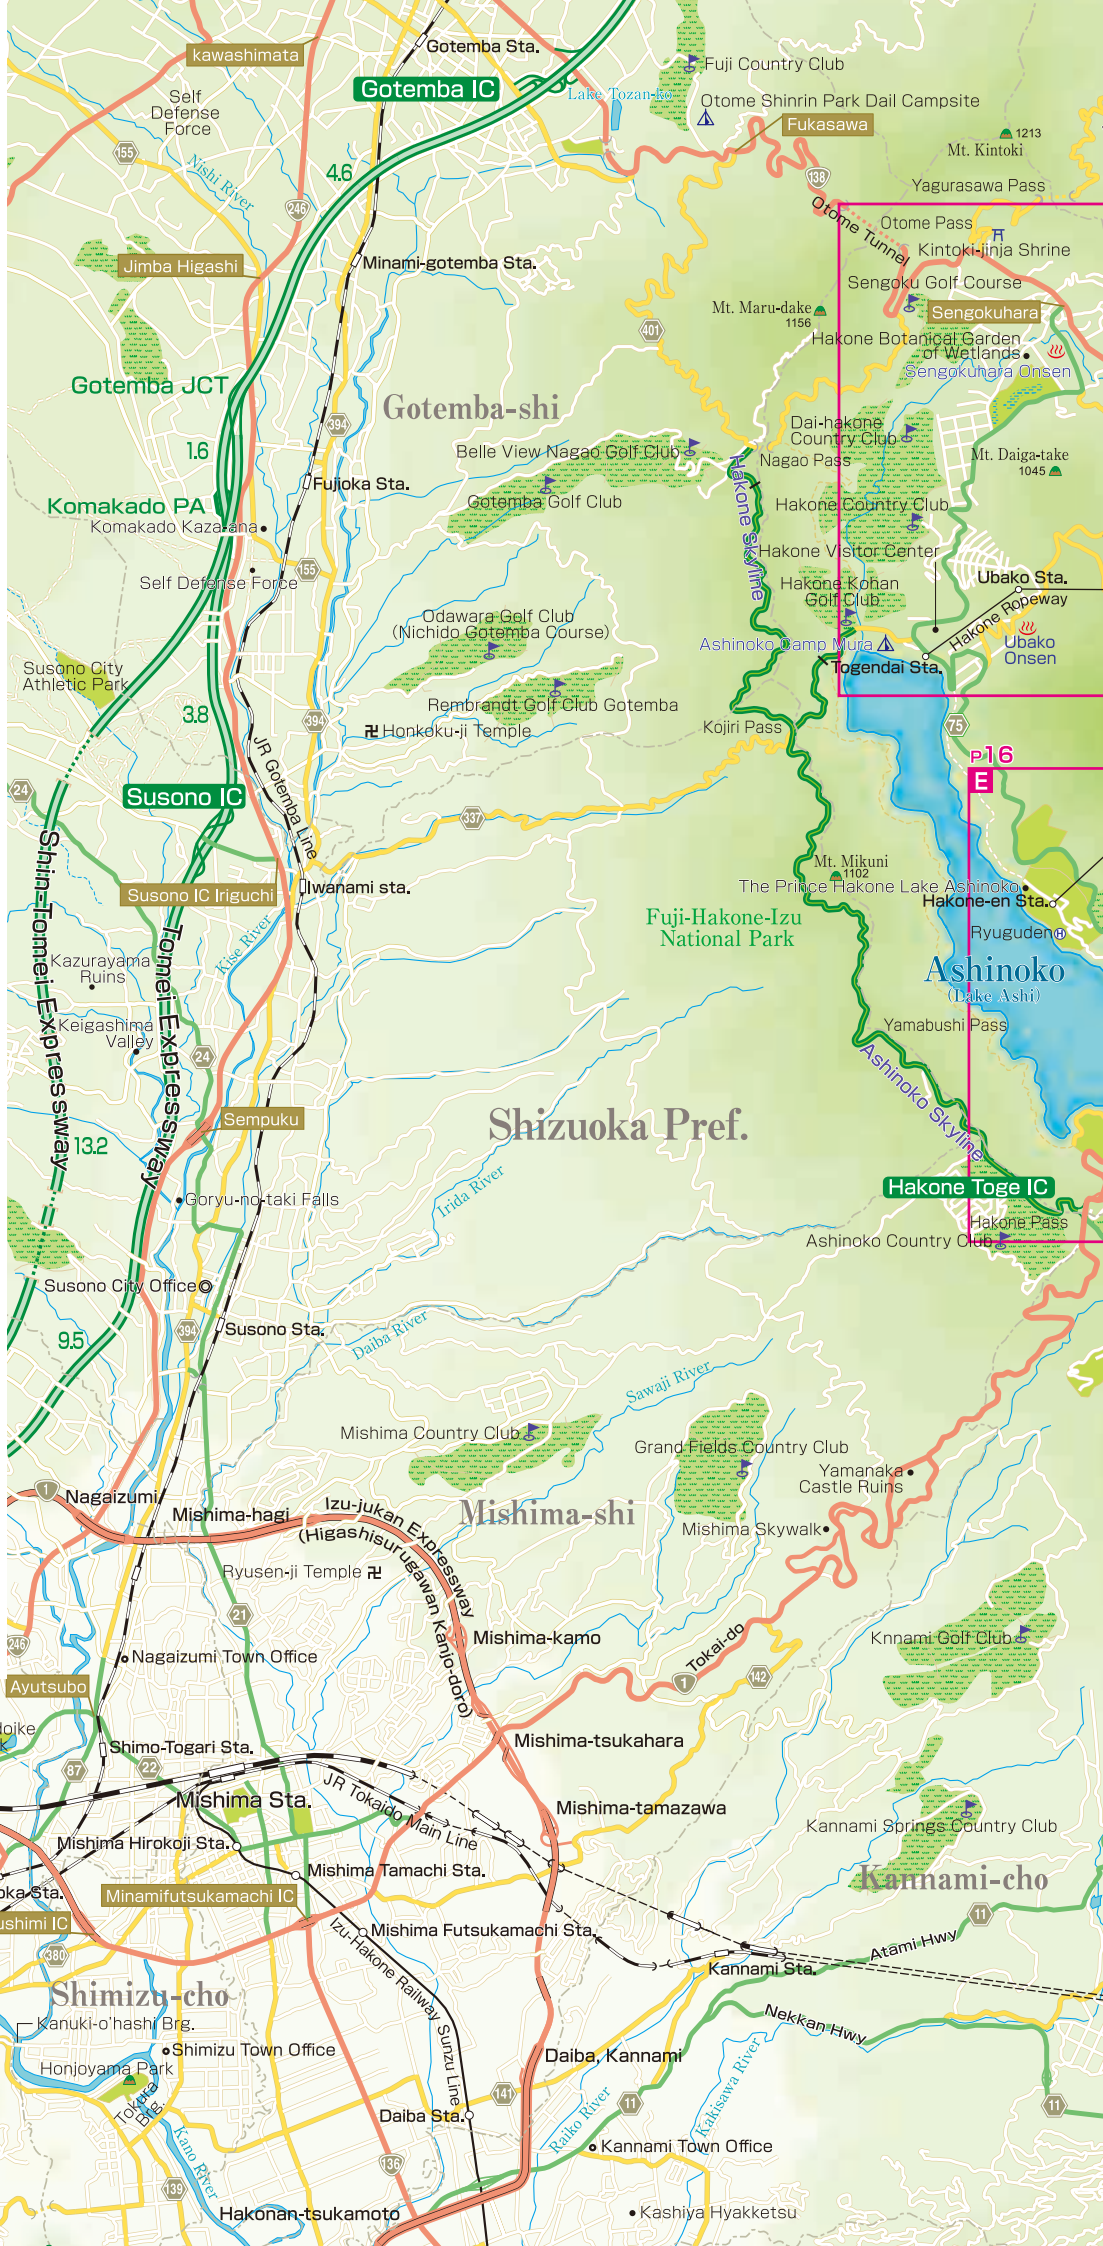 Gotemba Sta.
kawashimata
Fuji Country Club
Gotemba IC
Lake Tozan-ko
Self
Defense
Force
Otome Shinrin Park Dail Campsite
Fukasawa
1213
Mt. Kintoki
155
Nishi River
4.6
138
Yagurasawa Pass
246
Otome Tunnel
Otome Pass
Kintoki-jinja Shrine
Jimba Higashi
Minami-gotemba Sta.
Sengoku Golf Course
Mt. Maru-dake
1156
Sengokuhara
401
Hakone Botanical Garden
of Wetlands
Sengokuhara Onsen
Gotemba JCT
Gotemba-shi
394
1.6
Dai-hakone
Country Club
Belle View Nagao Golf Club
Nagao Pass
Mt. Daiga-take
1045
Fujioka Sta.
Gotemba Golf Club
Hakone Skyline
Komakado PA
Komakado Kaza-ana
Hakone Country Club
Hakone Visitor Center
155
Self Defense Force
Hakone Kohan
Golf Club
Ubako Sta.
Hakone Ropeway
Odawara Golf Club
(Nichido Gotemba Course)
Ashinoko Camp Mura
Ubako
Onsen
Togendai Sta.
Susono City
Athletic Park
Rembrandt Golf Club Gotemba
3.8
394
Honkoku-ji Temple
Kojiri Pass
75
JR Gotemba Line
P16
E
24
Susono IC
337
Shin-Tomei Expressway
Mt. Mikuni
1102
Susono IC Iriguchi
Iwanami sta.
The Prince Hakone Lake Ashinoko
Hakone-en Sta.
Fuji-Hakone-Izu
National Park
Ryuguden
Kise River
Tomei Expressway
Kazurayama
Ruins
Ashinoko
(Lake Ashi)
Keigashima
Valley
Yamabushi Pass
24
Ashinoko Skyline
Sempuku
Shizuoka Pref.
13.2
Irida River
Goryu-no-taki Falls
Hakone Toge IC
Hakone Pass
Ashinoko Country Club
Susono City Office
394
Susono Sta.
Daiba River
9.5
Sawaji River
Mishima Country Club
Grand Fields Country Club
Yamanaka
Castle Ruins
1
Nagaizumi
Mishima-hagi
Izu-jukan Expressway
(Higashisurugawan Kanjo-doro)
Mishima-shi
Mishima Skywalk
Ryusen-ji Temple
21
246
Mishima-kamo
Tokai-do
Knnami Golf Club
Nagaizumi Town Office
1
142
Ayutsubo
oike
k
Shimo-Togari Sta.
Mishima-tsukahara
87
22
JR Tokaido Main Line
Mishima Sta.
Mishima-tamazawa
Kannami Springs Country Club
Mishima Hirokoji Sta.
Mishima Tamachi Sta.
Kannami-cho
oka Sta.
Minamifutsukamachi IC
ushimi IC
Mishima Futsukamachi Sta.
11
Atami Hwy
380
Izu-Hakone Railway Sunzu Line
Kannami Sta.
Shimizu-cho
Nekkan Hwy
Kanuki-o'hashi Brg.
Shimizu Town Office
Daiba, Kannami
Honjoyama Park
Tokura
Brg.
141
11
Kakisawa River
11
Daiba Sta.
Raiko River
Kano River
136
Kannami Town Office
139
Hakonan-tsukamoto
Kashiya Hyakketsu